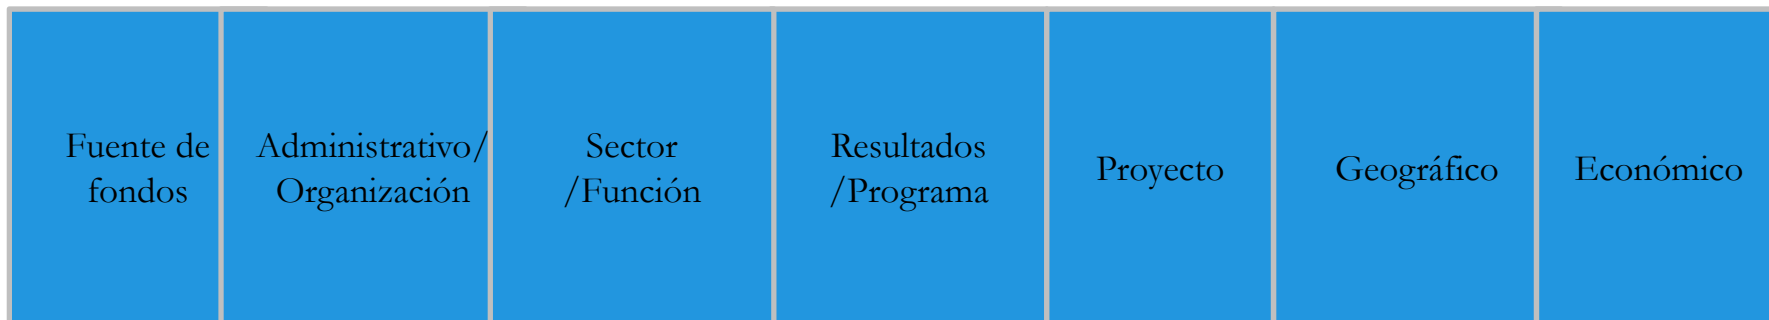 Fuente de
fondos
Administrativo/
Organización
Sector
/Función
Resultados
/Programa
Proyecto
Geográfico
Económico